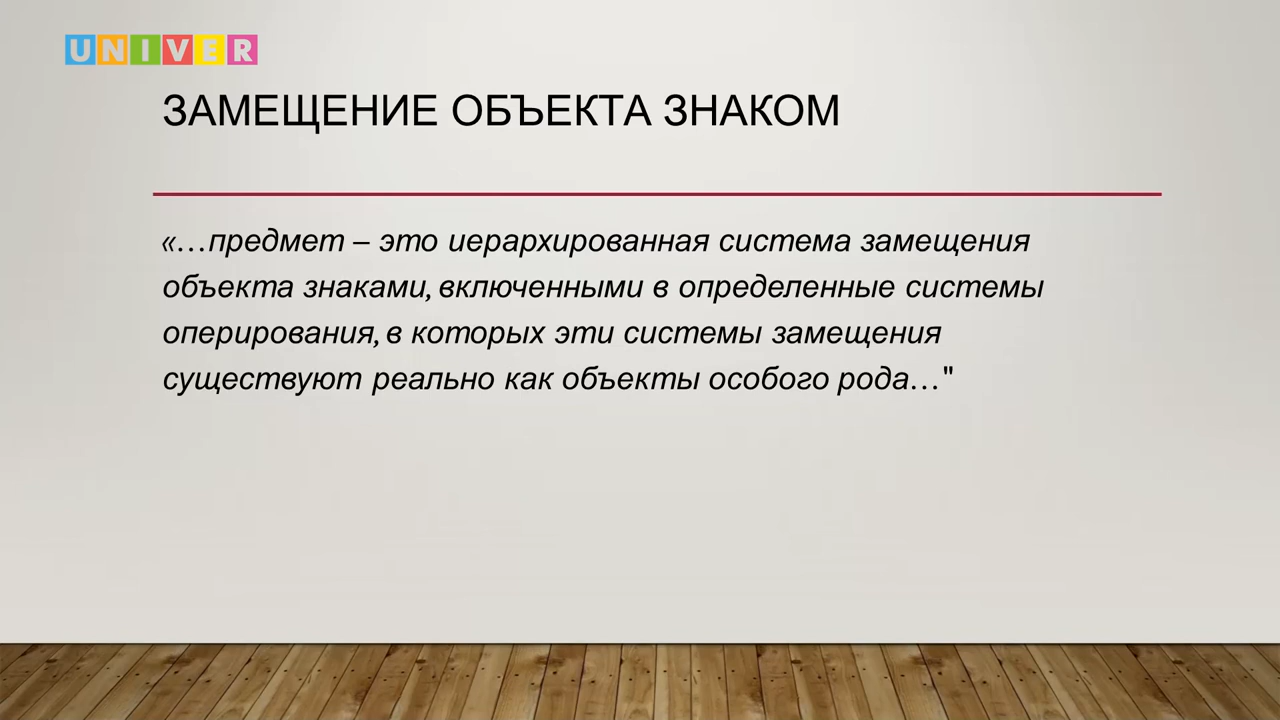 UNIVER
ЗАМЕЩЕНИЕ ОБЪЕКТА ЗНАКОМ
«…предмет – это иерархированная система замещения
объекта знаками, включенными в определенные системы
оперирования, в которых эти системы замещения
существуют реально как объекты особого рода…"